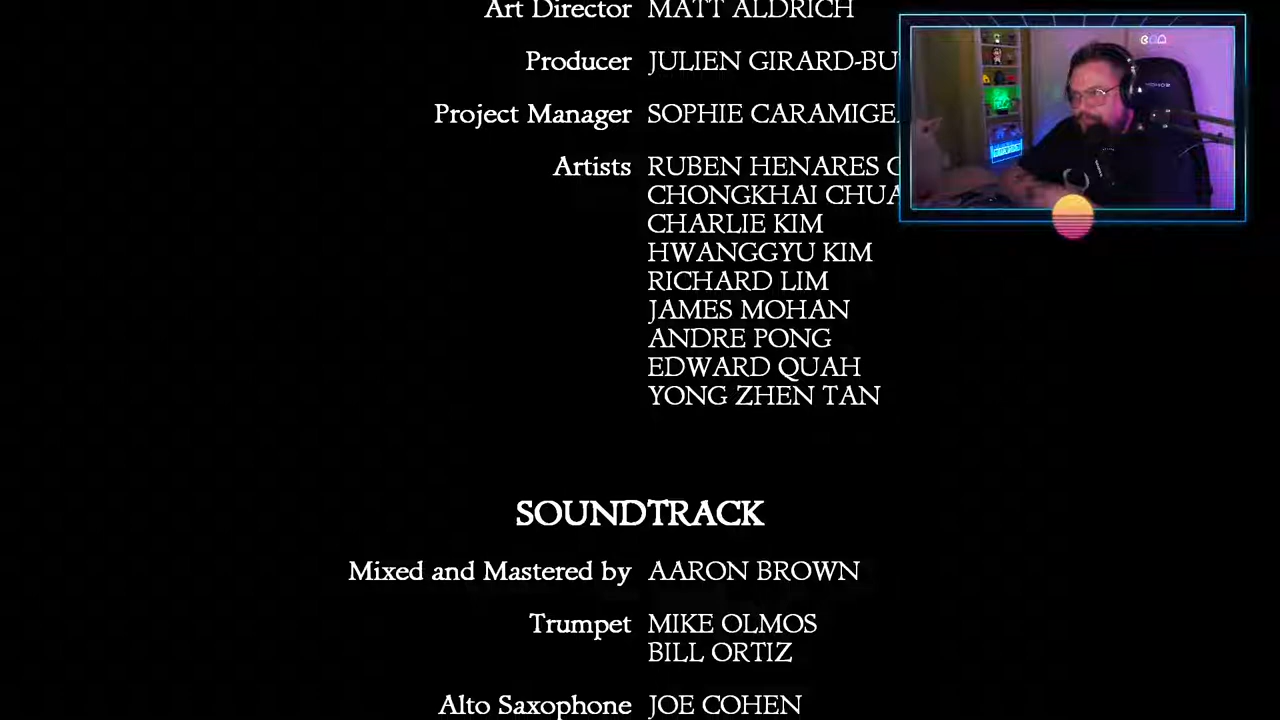 Art Director MATT ALDRICH
Producer JULIEN GIRARD-BU
Project Manager SOPHIE CARAMIGE
Artists RUBEN HENARES
CHONGKHAI CHUA
CHARLIE KIM
HWANGGYU KIM
RICHARD LIM
JAMES MOHAN
ANDRE PONG
EDWARD QUAH
YONG ZHEN TAN
SOUNDTRACK
Mixed and Mastered by AARON BROWN
Trumpet MIKE OLMOS
BILL ORTIZ
Alto Saxophone JOE COHEN